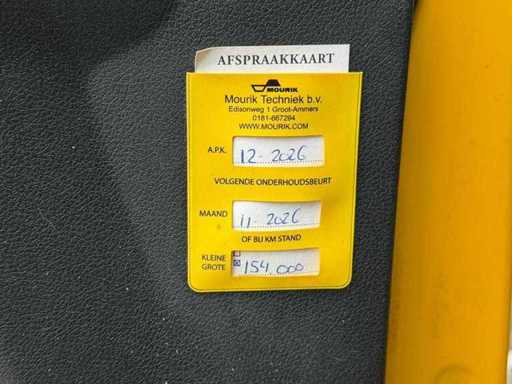 AFSPRAAKKAART
MOURIK
Mourik Techniek b.v.
Edisonweg 1 Groot-Ammers
0181-667294
WWW.MOURIK.COM
A.P.K. 12-2026
VOLGENDE ONDERHOUDSBEURT
MAAND 11-2026
OF BIJ KM STAND
KLEINE
GROTE 154.000